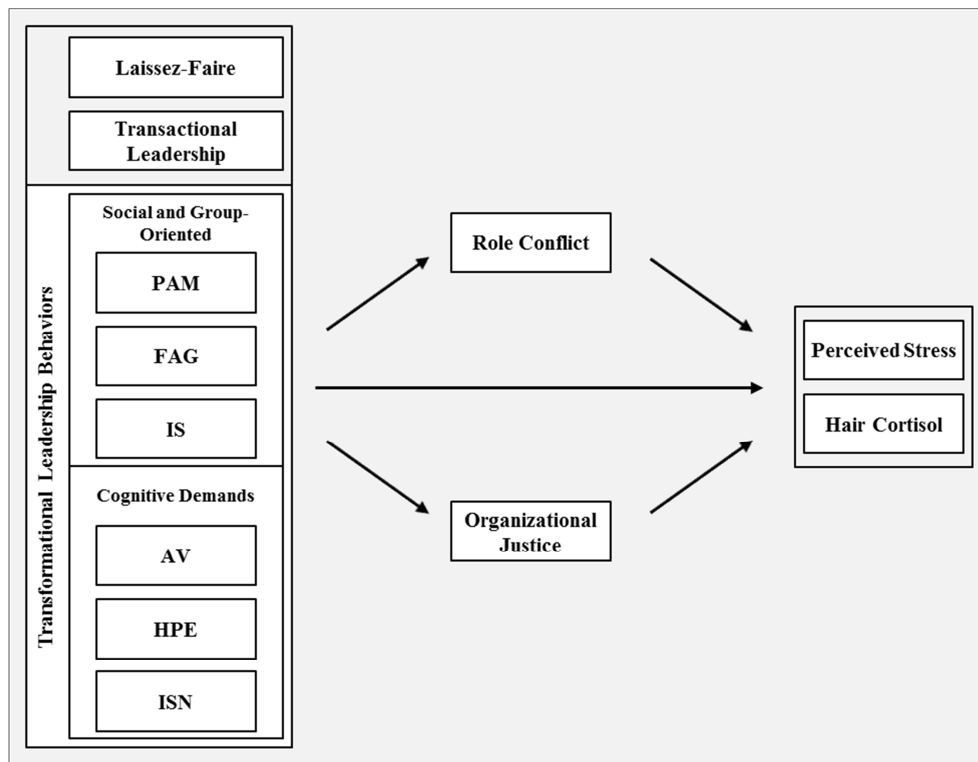 Laissez-Faire
Transactional
Leadership
Transformational Leadership Behaviors
Social and Group-
Oriented
PAM
FAG
IS
Cognitive Demands
AV
HPE
ISN
Role Conflict
Organizational
Justice
Perceived Stress
Hair Cortisol